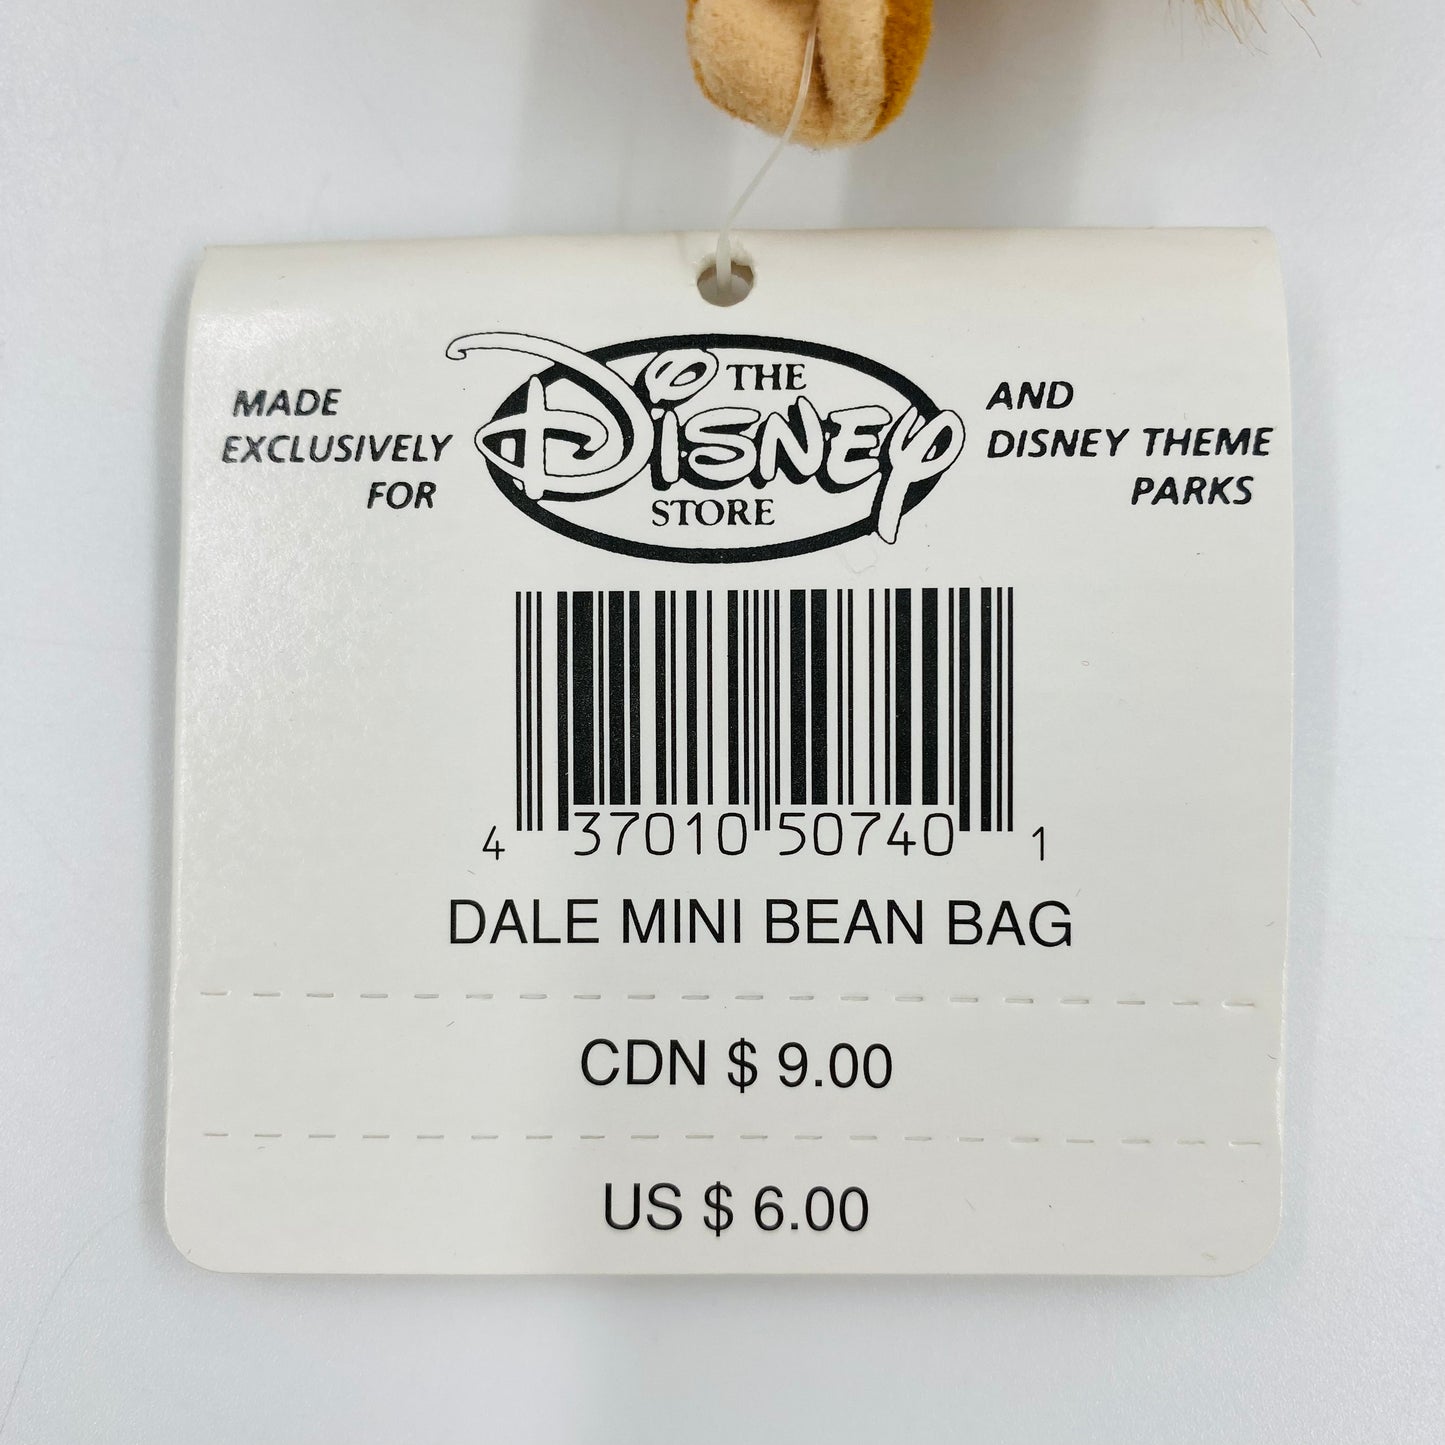 MADE
EXCLUSIVELY
FOR
THE
DISNEY
STORE
AND
DISNEY THEME
PARKS
4 37010 50740 1
DALE MINI BEAN BAG
CDN $ 9.00
US $ 6.00